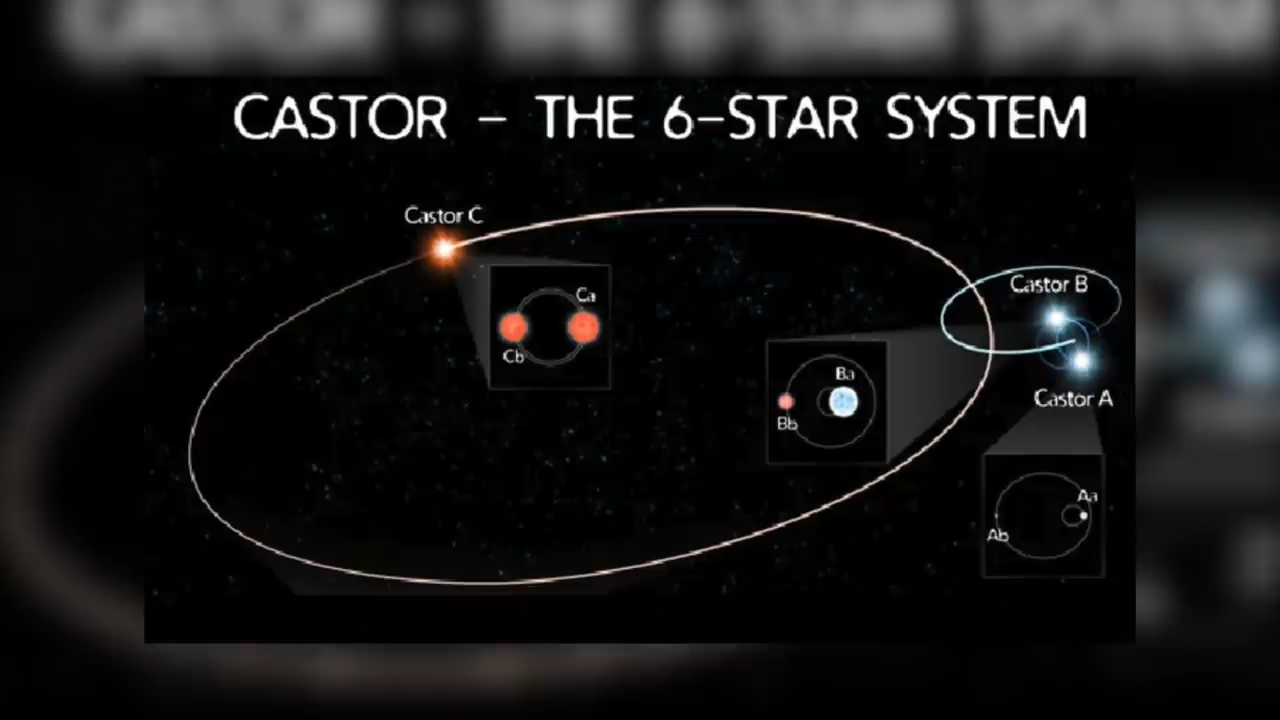 CASTOR - THE 6-STAR SYSTEM
Castor C
Ca
Cb
Castor B
Ba
Bb
Castor A
Aa
Ab